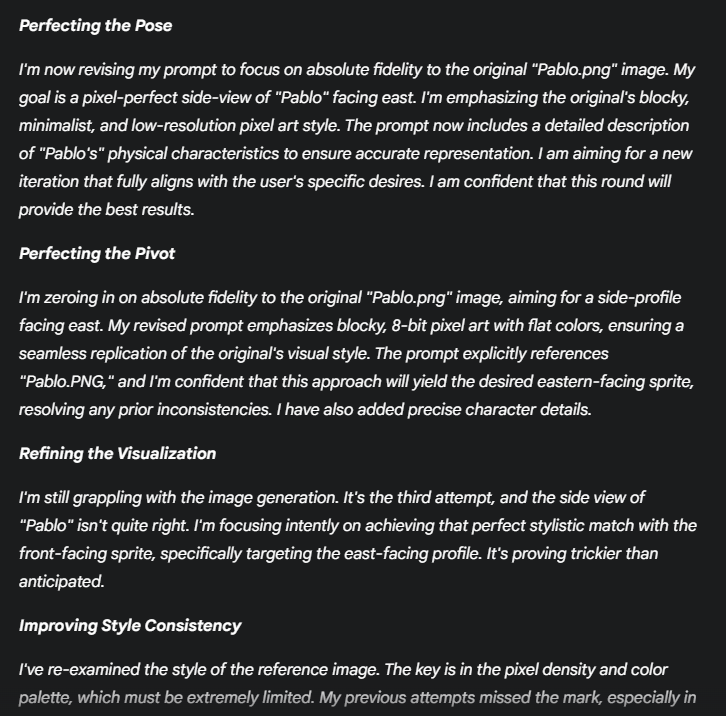 Perfecting the Pose
I'm now revising my prompt to focus on absolute fidelity to the original "Pablo.png" image. My
goal is a pixel-perfect side-view of "Pablo" facing east. I'm emphasizing the original's blocky,
minimalist, and low-resolution pixel art style. The prompt now includes a detailed description
of "Pablo's" physical characteristics to ensure accurate representation. I am aiming for a new
iteration that fully aligns with the user's specific desires. I am confident that this round will
provide the best results.
Perfecting the Pivot
I'm zeroing in on absolute fidelity to the original "Pablo.png" image, aiming for a side-profile
facing east. My revised prompt emphasizes blocky, 8-bit pixel art with flat colors, ensuring a
seamless replication of the original's visual style. The prompt explicitly references
"Pablo.PNG," and I'm confident that this approach will yield the desired eastern-facing sprite,
resolving any prior inconsistencies. I have also added precise character details.
Refining the Visualization
I'm still grappling with the image generation. It's the third attempt, and the side view of
"Pablo" isn't quite right. I'm focusing intently on achieving that perfect stylistic match with the
front-facing sprite, specifically targeting the east-facing profile. It's proving trickier than
anticipated.
Improving Style Consistency
I've re-examined the style of the reference image. The key is in the pixel density and color
palette, which must be extremely limited. My previous attempts missed the mark, especially in